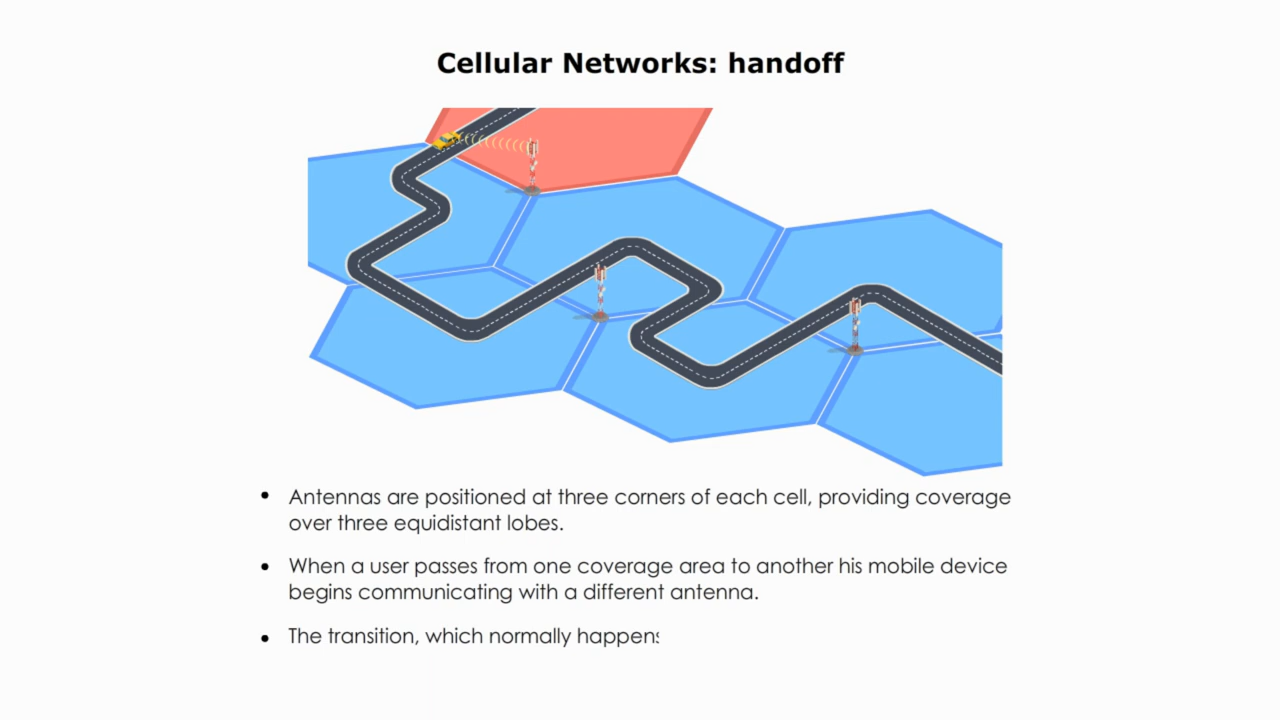 Cellular Networks: handoff
• Antennas are positioned at three corners of each cell, providing coverage
over three equidistant lobes.
• When a user passes from one coverage area to another his mobile device
begins communicating with a different antenna.
• The transition, which normally happens